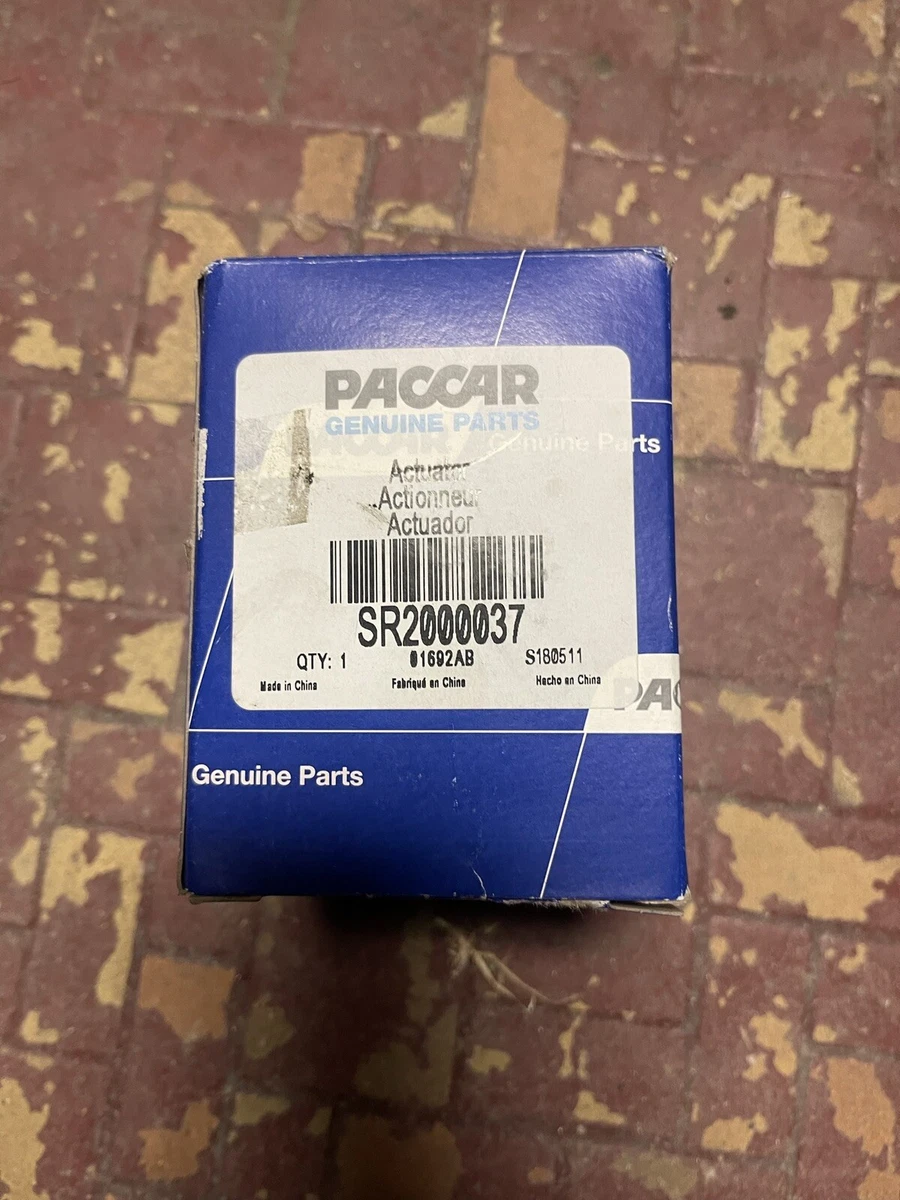 PACCAR
GENUINE PARTS
Genuine Parts
Actuator
Actionneur
Actuador
SR2000037
QTY: 1 01692AB S180511
Made in China Fabriqué en China Hecho en China
PAC
Genuine Parts